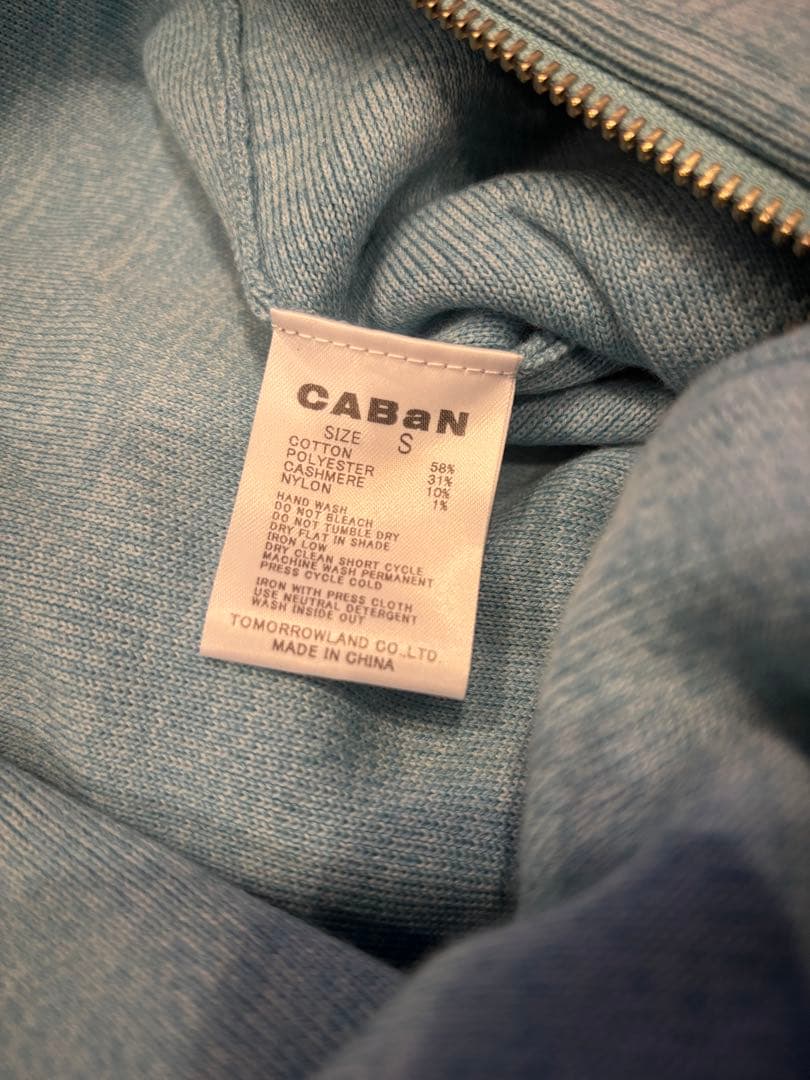 CABaN
SIZE S
COTTON 58%
POLYESTER 31%
CASHMERE 10%
NYLON 1%
HAND WASH
DO NOT BLEACH
DO NOT TUMBLE DRY
DRY FLAT IN SHADE
IRON LOW
DRY CLEAN SHORT CYCLE
MACHINE WASH PERMANENT
PRESS CYCLE COLD
IRON WITH PRESS CLOTH
USE NEUTRAL DETERGENT
WASH INSIDE OUT
TOMORROWLAND CO.,LTD.
MADE IN CHINA